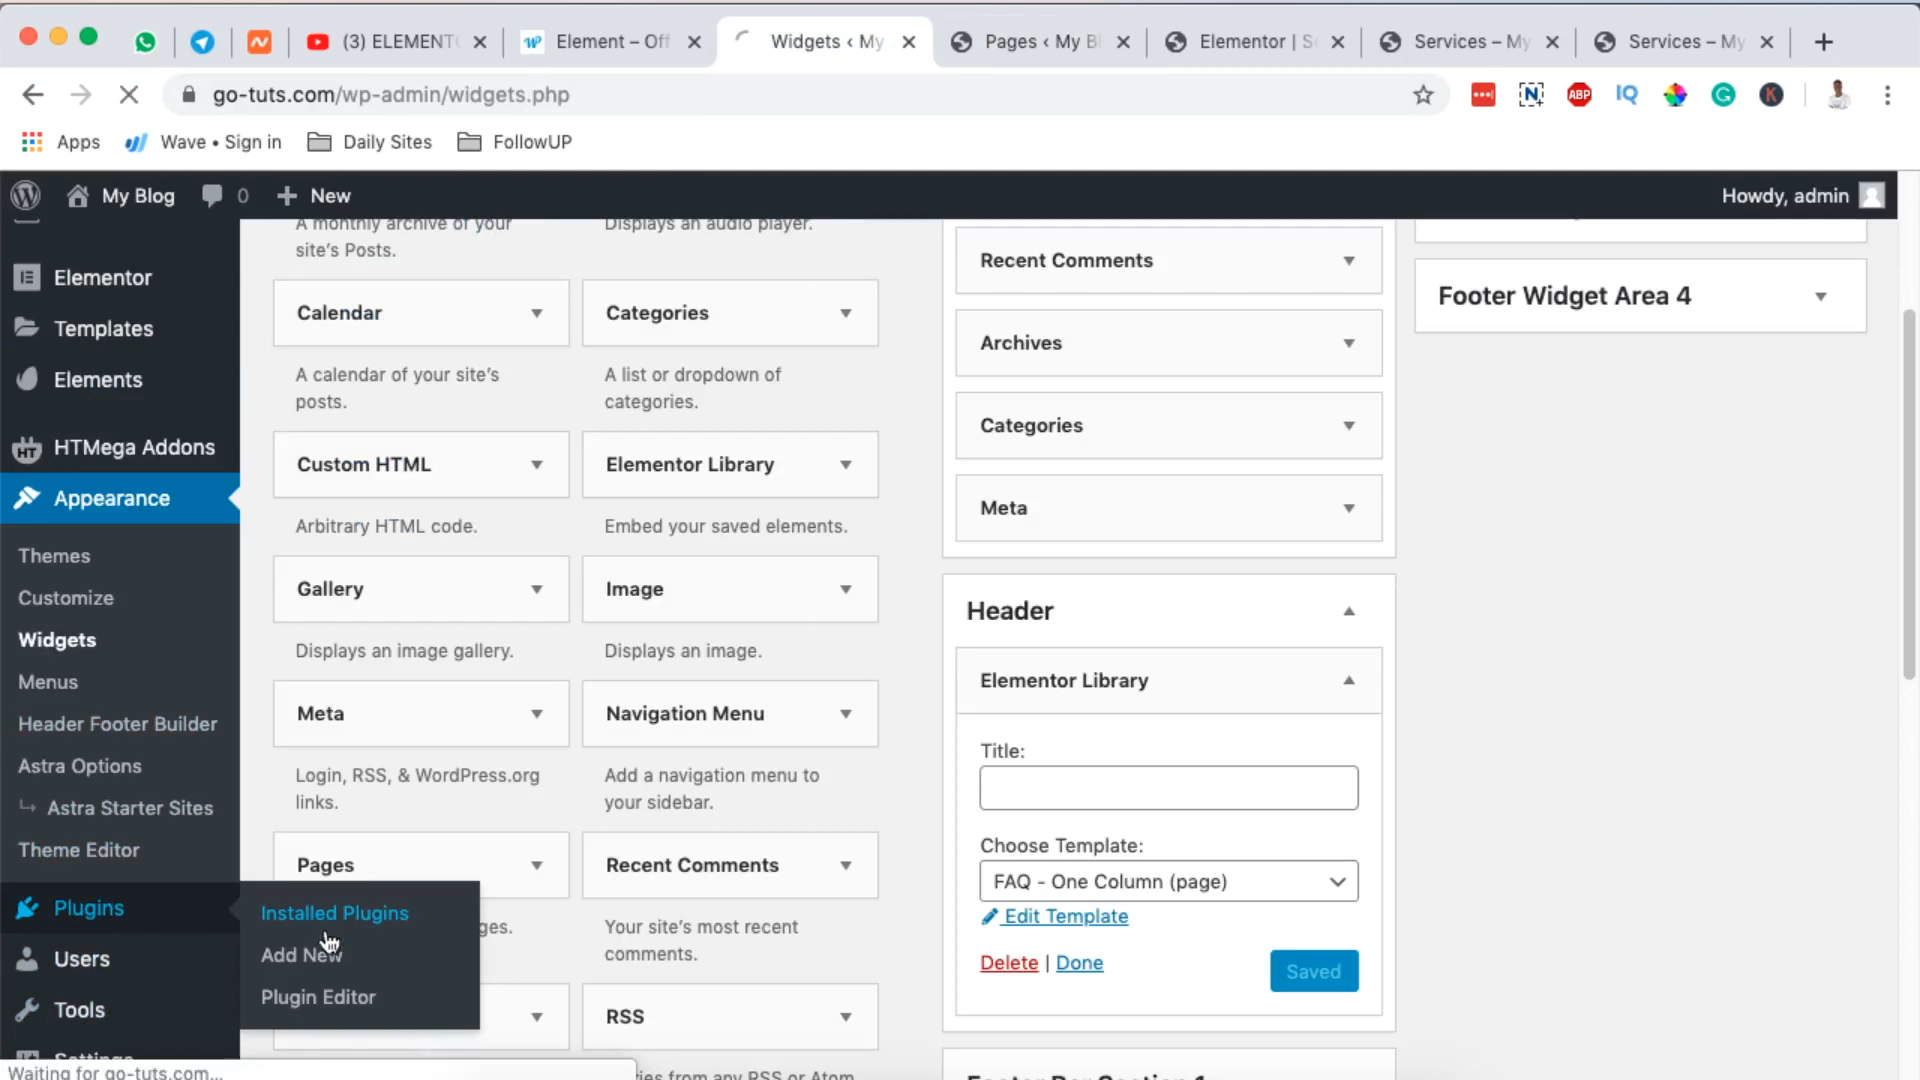 (3) ELEMENT
Element – Off
Widgets ‹ My
Pages ‹ My B
Elementor | S
Services – My
Services – My
go-tuts.com/wp-admin/widgets.php
ABP
IQ
Apps
Wave • Sign in
Daily Sites
FollowUP
My Blog
0
New
Howdy, admin
Elementor
Templates
Elements
HTMega Addons
Appearance
Themes
Customize
Widgets
Menus
Header Footer Builder
Astra Options
Astra Starter Sites
Theme Editor
Plugins
Users
Tools
Settings
Installed Plugins
Add New
Plugin Editor
A monthly archive of your
site's Posts.
Displays an audio player.
Calendar
Categories
A calendar of your site's
posts.
A list or dropdown of
categories.
Custom HTML
Elementor Library
Arbitrary HTML code.
Embed your saved elements.
Gallery
Image
Displays an image gallery.
Displays an image.
Meta
Navigation Menu
Login, RSS, & WordPress.org
links.
Add a navigation menu to
your sidebar.
Pages
Recent Comments
ges.
Your site's most recent
comments.
RSS
ies from any RSS or Atom
Recent Comments
Archives
Categories
Meta
Header
Elementor Library
Title:
Choose Template:
FAQ - One Column (page)
Edit Template
Delete | Done
Saved
Footer Widget Area 4
Waiting for go-tuts.com...